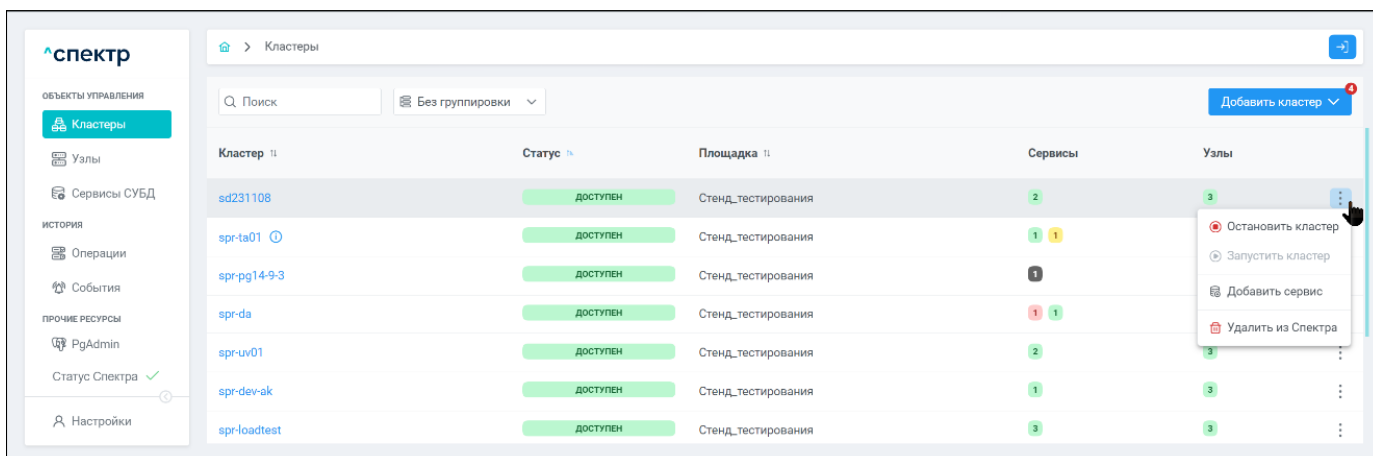 ^спектр
ОБЪЕКТЫ УПРАВЛЕНИЯ
Кластеры
Узлы
Сервисы СУБД
ИСТОРИЯ
Операции
События
ПРОЧИЕ РЕСУРСЫ
PgAdmin
Статус Спектра
Настройки
> Кластеры
Поиск
Без группировки
Добавить кластер
4
Кластер Статус Площадка Сервисы Узлы
sd231108 ДОСТУПЕН Стенд_тестирования 2 3
spr-ta01 ДОСТУПЕН Стенд_тестирования 1 1
spr-pg14-9-3 ДОСТУПЕН Стенд_тестирования 1
spr-da ДОСТУПЕН Стенд_тестирования 1 1
spr-uv01 ДОСТУПЕН Стенд_тестирования 2 3
spr-dev-ak ДОСТУПЕН Стенд_тестирования 1 3
spr-loadtest ДОСТУПЕН Стенд_тестирования 3 3
Остановить кластер
Запустить кластер
Добавить сервис
Удалить из Спектра